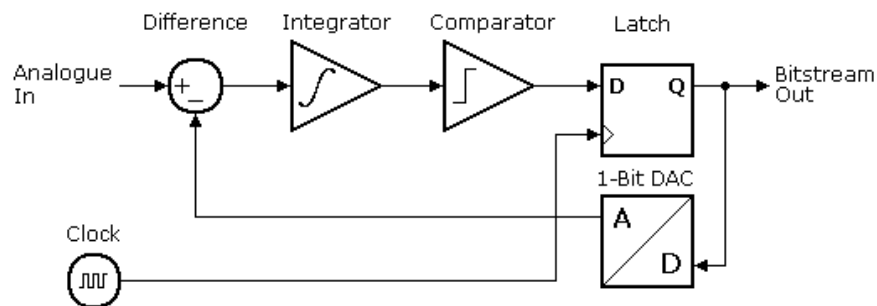 Difference
Integrator
Comparator
Latch
Analogue
In
D
Q
Bitstream
Out
1-Bit DAC
A
D
Clock